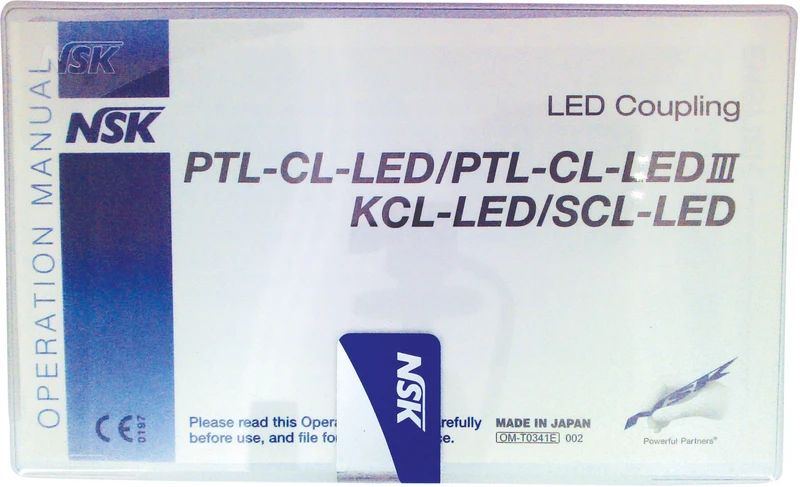 OPERATION MANUAL
NSK
NSK
LED Coupling
PTL-CL-LED/PTL-CL-LEDⅢ
KCL-LED/SCL-LED
NSK
CE 0197
Please read this Opera refully
before use, and file fo ce.
MADE IN JAPAN
OM-T0341E 002
Powerful Partners®